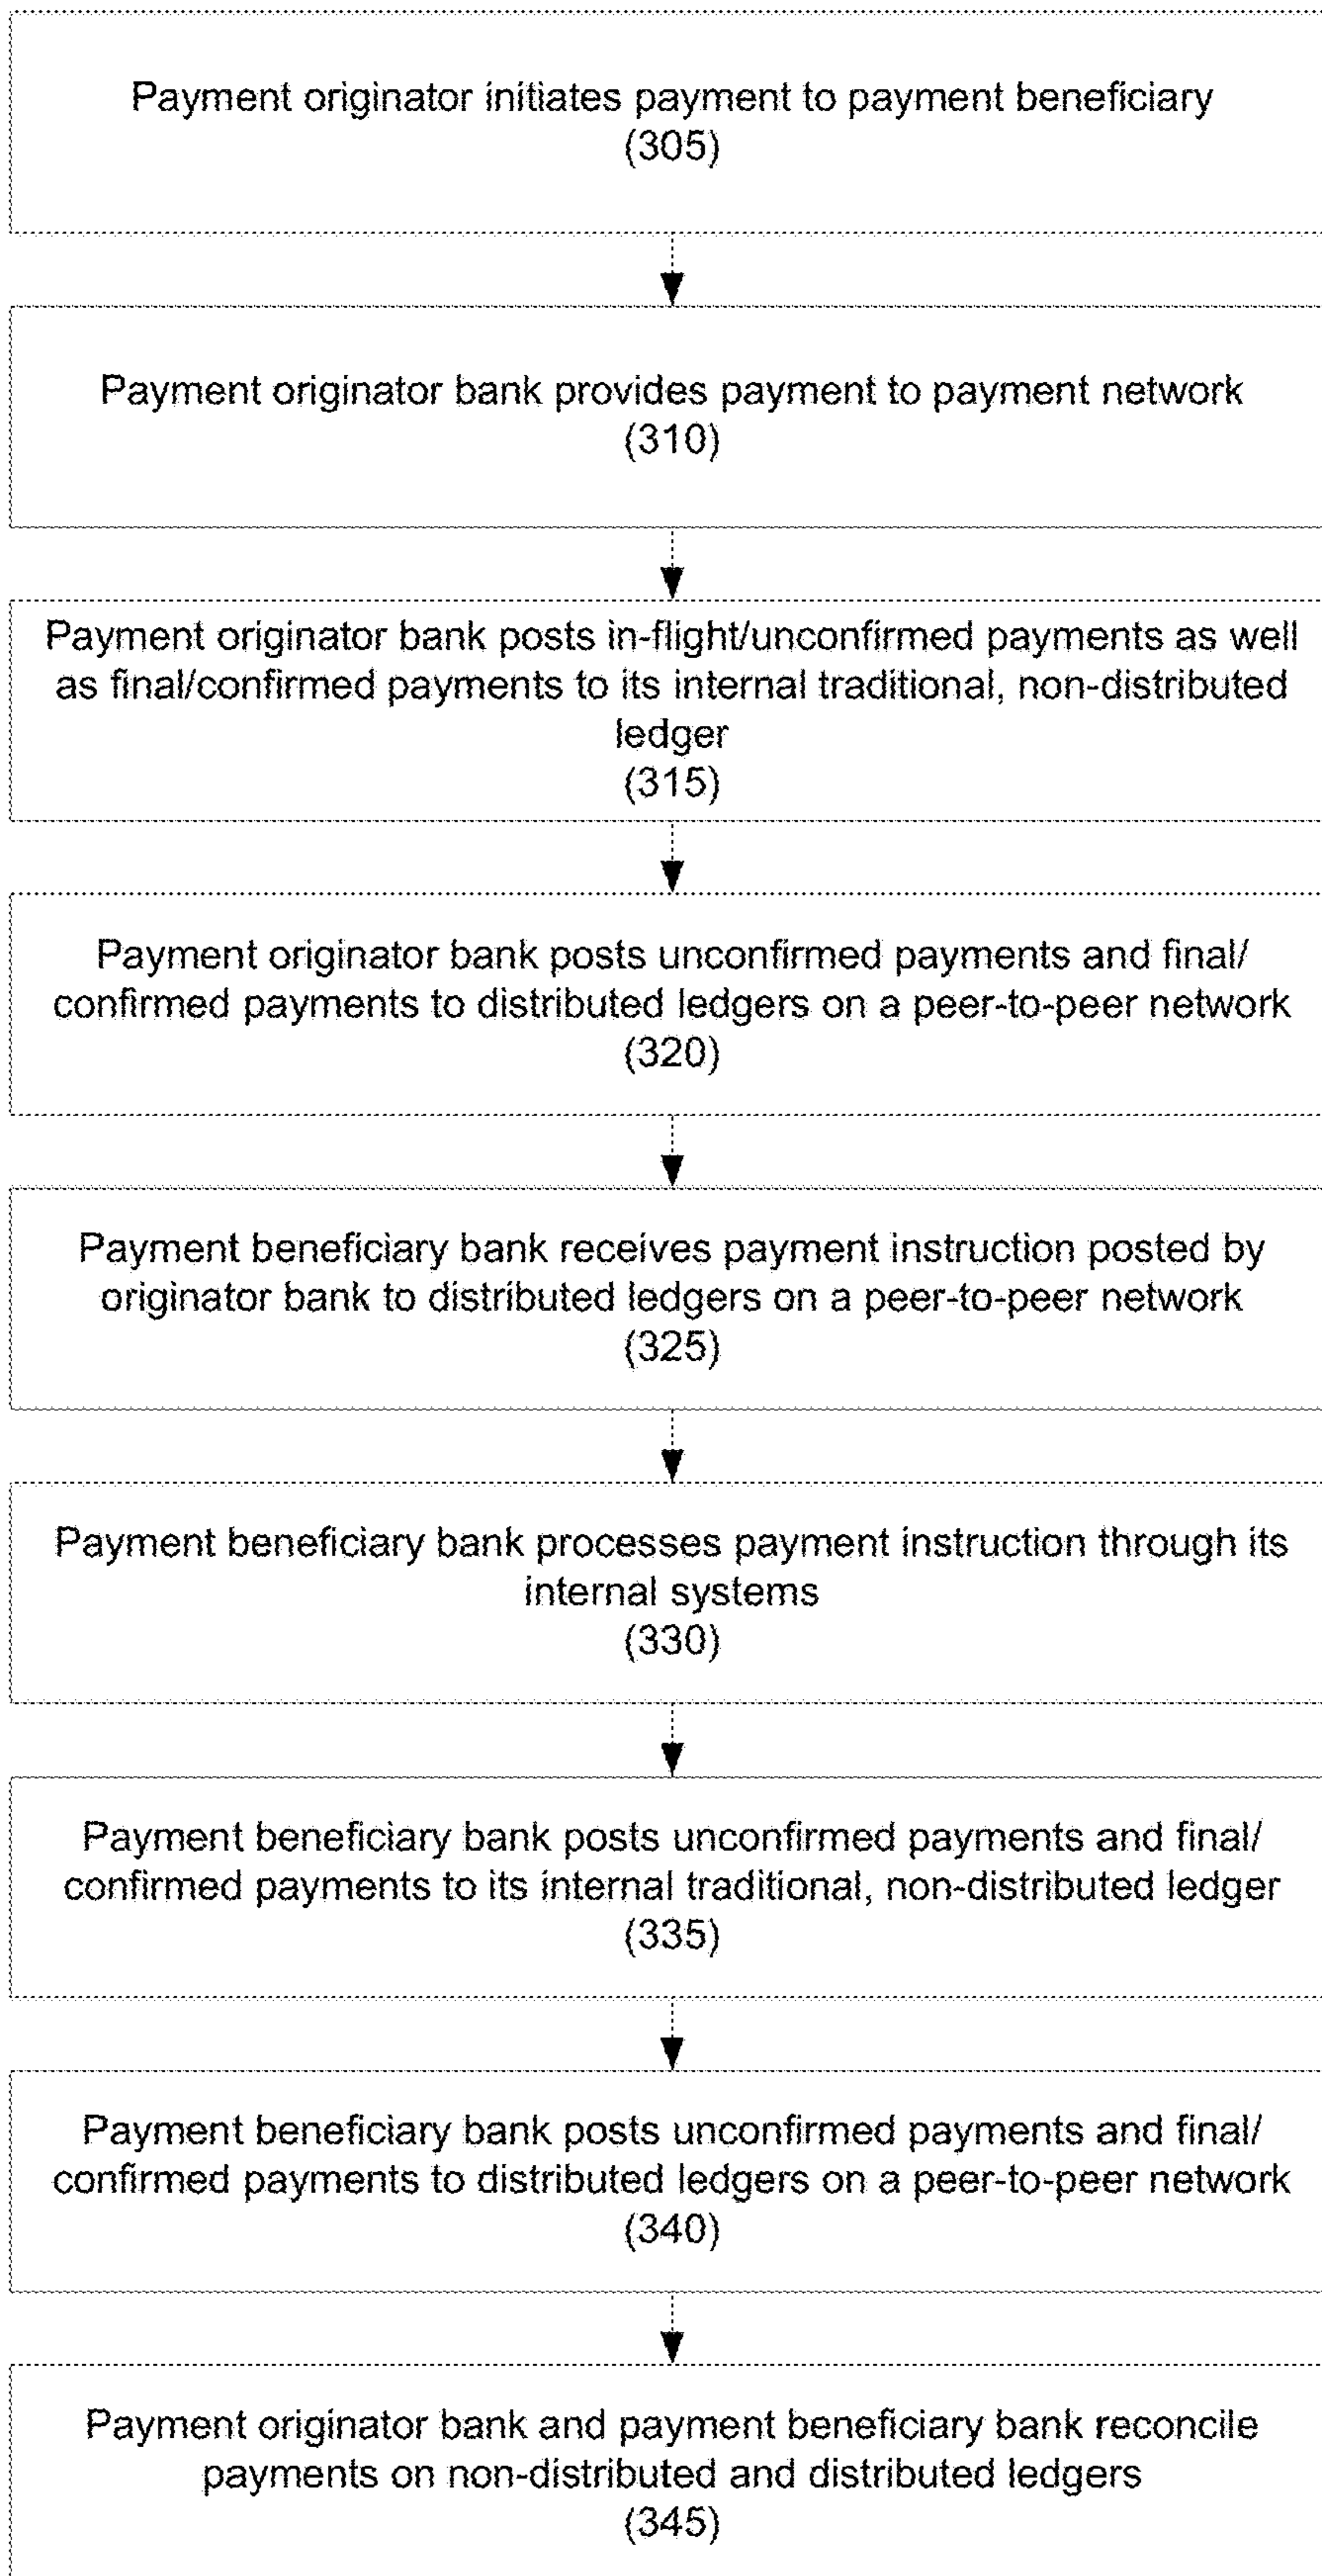 Payment originator initiates payment to payment beneficiary
(305)
Payment originator bank provides payment to payment network
(310)
Payment originator bank posts in-flight/unconfirmed payments as well
as final/confirmed payments to its internal traditional, non-distributed
ledger
(315)
Payment originator bank posts unconfirmed payments and final/
confirmed payments to distributed ledgers on a peer-to-peer network
(320)
Payment beneficiary bank receives payment instruction posted by
originator bank to distributed ledgers on a peer-to-peer network
(325)
Payment beneficiary bank processes payment instruction through its
internal systems
(330)
Payment beneficiary bank posts unconfirmed payments and final/
confirmed payments to its internal traditional, non-distributed ledger
(335)
Payment beneficiary bank posts unconfirmed payments and final/
confirmed payments to distributed ledgers on a peer-to-peer network
(340)
Payment originator bank and payment beneficiary bank reconcile
payments on non-distributed and distributed ledgers
(345)